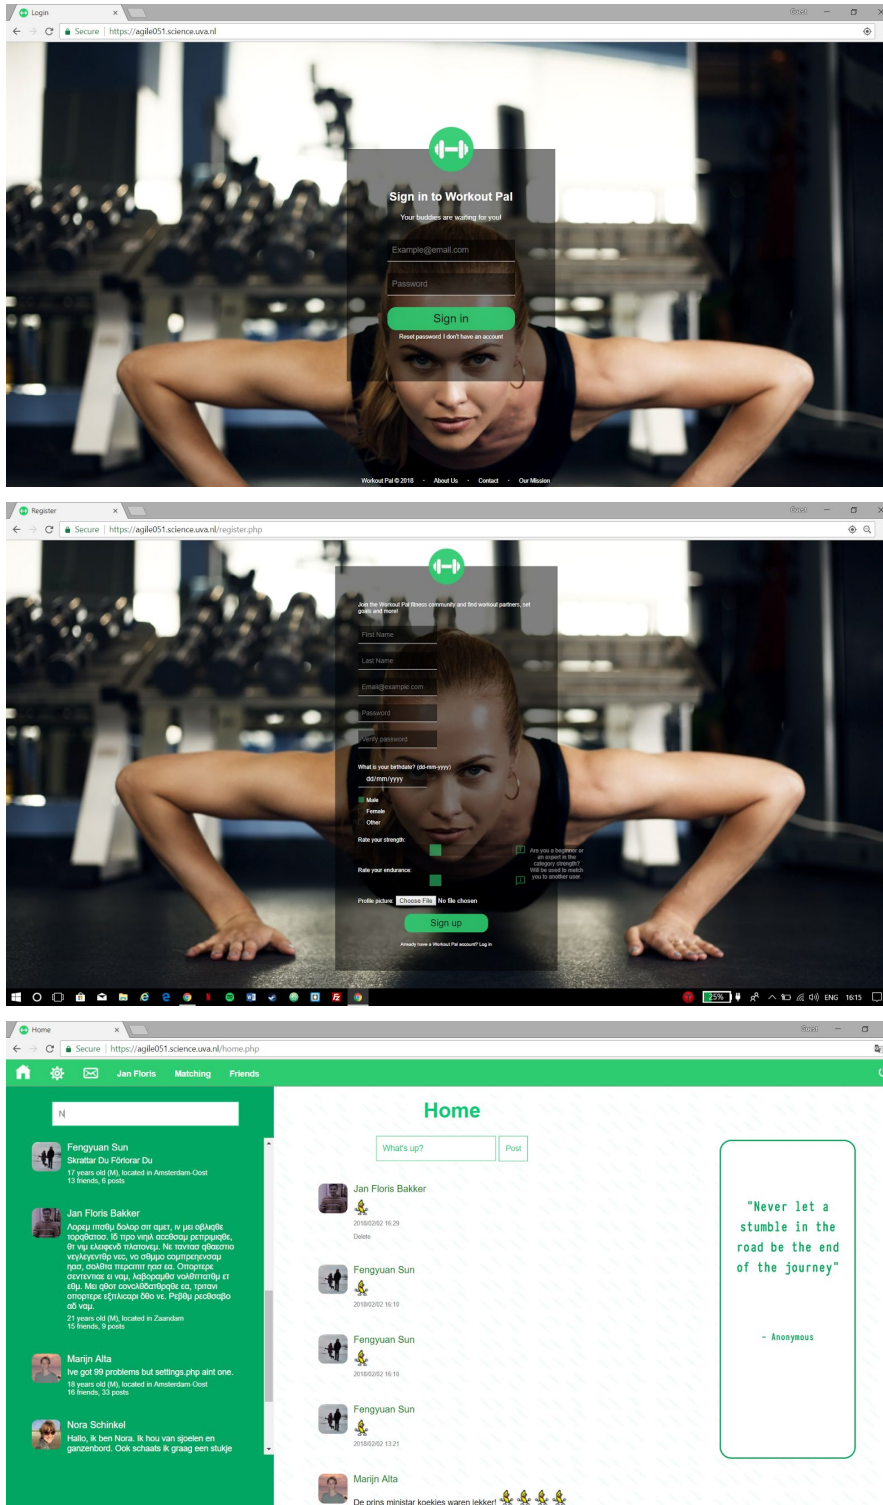 Login
Guest
Secure | https://agile051.science.uva.nl
Sign in to Workout Pal
Your buddies are waiting for you!
Example@email.com
Password
Sign in
Reset password I don't have an account
Workout Pal © 2018 - About Us - Contact - Our Mission
Register
Guest
Secure | https://agile051.science.uva.nl/register.php
Join the Workout Pal fitness community and find workout partners, set
goals and more!
First Name
Last Name
Email@example.com
Password
Verify password
What is your birthdate? (dd-mm-yyyy)
dd/mm/yyyy
Male
Female
Other
Rate your strength:
Are you a beginner or
an expert in the
category strength?
Will be used to match
you to another user.
Rate your endurance:
Profile picture: Choose File No file chosen
Sign up
Already have a Workout Pal account? Log in
25% ENG 16:15
Home
Guest
Secure | https://agile051.science.uva.nl/home.php
Jan Floris Matching Friends
N
Fengyuan Sun
Skrattar Du Förlorar Du
17 years old (M), located in Amsterdam-Oost
13 friends, 6 posts
Jan Floris Bakker
21 years old (M), located in Zaandam
15 friends, 9 posts
Marijn Alta
Ive got 99 problems but settings.php aint one.
18 years old (M), located in Amsterdam-Oost
16 friends, 33 posts
Nora Schinkel
Hallo, ik ben Nora. Ik hou van sjoelen en
ganzenbord. Ook schaats ik graag een stukje
Home
What's up? Post
Jan Floris Bakker
2018/02/02 16:29
Delete
Fengyuan Sun
2018/02/02 16:10
Fengyuan Sun
2018/02/02 16:10
Fengyuan Sun
2018/02/02 13:21
Marijn Alta
De prins ministar koekjes waren lekker!
"Never let a
stumble in the
road be the end
of the journey"
- Anonymous